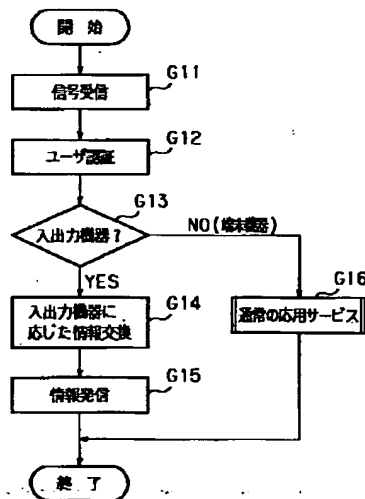 開 始
G11
信号受信
G12
ユーザ認証
G13
入出力機器?
NO(端末機器)
YES
G14
入出力機器に
応じた情報交換
G16
通常の応用サービス
G15
情報発信
終 了